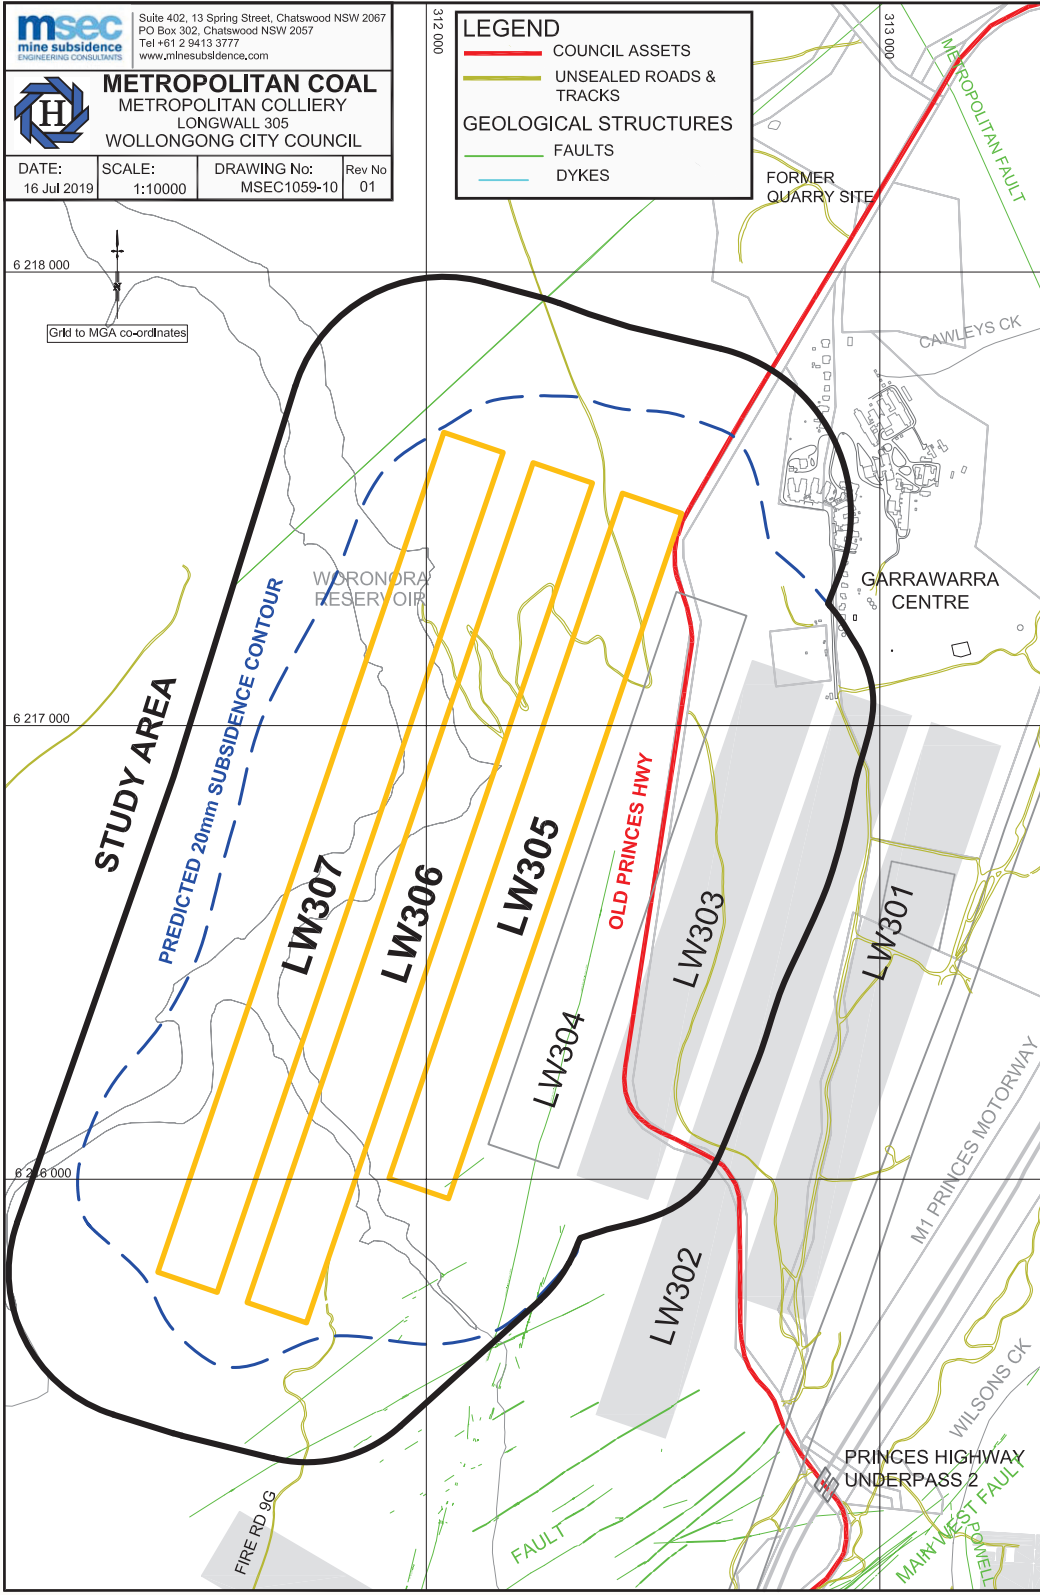 msec
mine subsidence
ENGINEERING CONSULTANTS
Suite 402, 13 Spring Street, Chatswood NSW 2067
PO Box 302, Chatswood NSW 2057
Tel +61 2 9413 3777
www.minesubsidence.com
H
METROPOLITAN COAL
METROPOLITAN COLLIERY
LONGWALL 305
WOLLONGONG CITY COUNCIL
DATE:
16 Jul 2019
SCALE:
1:10000
DRAWING No:
MSEC1059-10
Rev No
01
312 000
LEGEND
COUNCIL ASSETS
UNSEALED ROADS &
TRACKS
GEOLOGICAL STRUCTURES
FAULTS
DYKES
313 000
METROPOLITAN FAULT
FORMER
QUARRY SITE
6 218 000
N
Grid to MGA co-ordinates
CAWLEYS CK
WORONORA
RESERVOIR
GARRAWARRA
CENTRE
6 217 000
STUDY AREA
PREDICTED 20mm SUBSIDENCE CONTOUR
OLD PRINCES HWY
LW307
LW306
LW305
LW304
LW303
LW301
LW302
6 216 000
M1 PRINCES MOTORWAY
WILSONS CK
PRINCES HIGHWAY
UNDERPASS 2
FIRE RD 9G
FAULT
MAIN WEST FAULT
POWELL